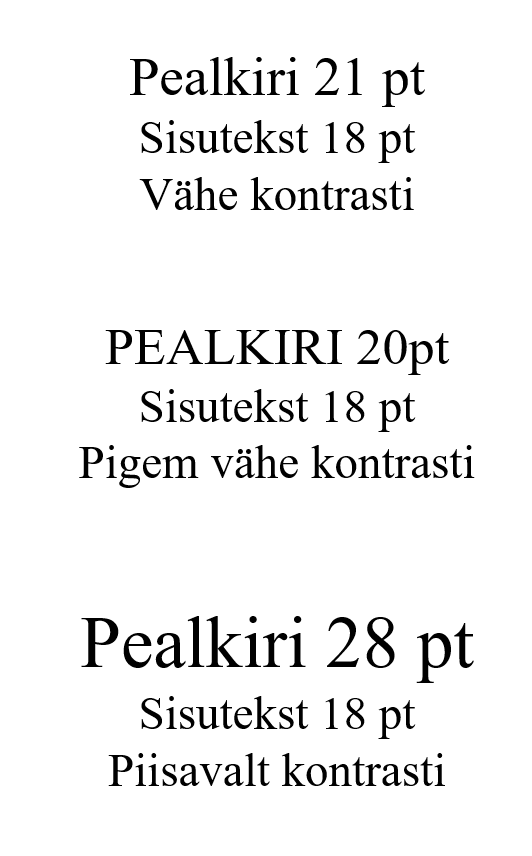 Pealkiri 21 pt
Sisutekst 18 pt
Vähe kontrasti
PEALKIRI 20pt
Sisutekst 18 pt
Pigem vähe kontrasti
Pealkiri 28 pt
Sisutekst 18 pt
Piisavalt kontrasti